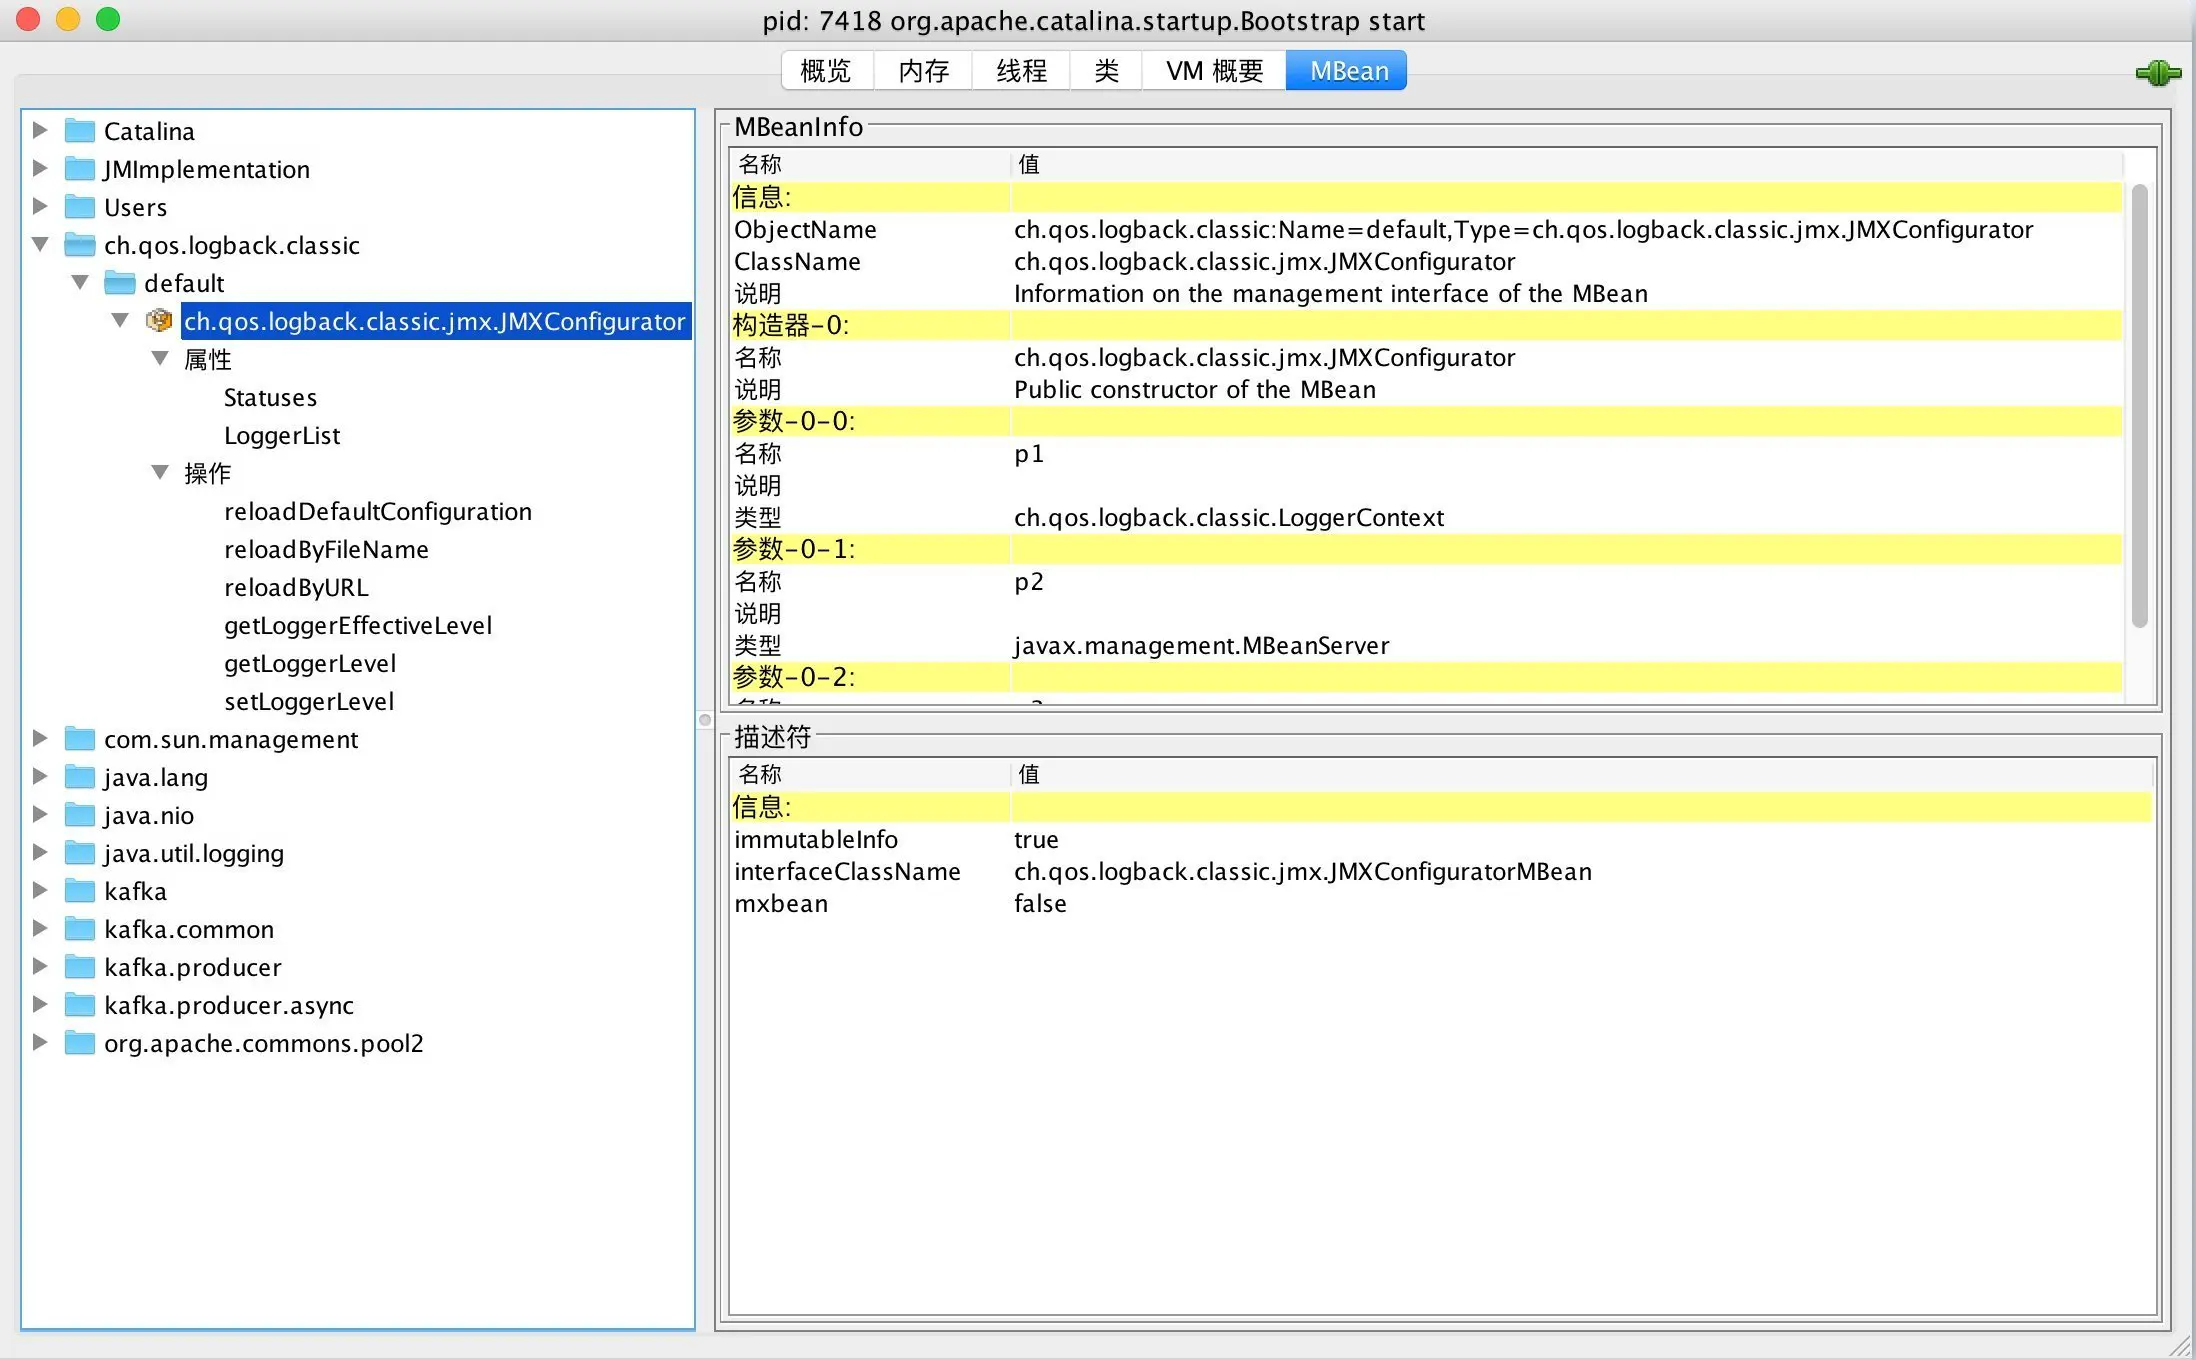 pid: 7418 org.apache.catalina.startup.Bootstrap start
概览 内存 线程 类 VM 概要 MBean
Catalina
JMImplementation
Users
ch.qos.logback.classic
default
ch.qos.logback.classic.jmx.JMXConfigurator
属性
Statuses
LoggerList
操作
reloadDefaultConfiguration
reloadByFileName
reloadByURL
getLoggerEffectiveLevel
getLoggerLevel
setLoggerLevel
com.sun.management
java.lang
java.nio
java.util.logging
kafka
kafka.common
kafka.producer
kafka.producer.async
org.apache.commons.pool2
MBeanInfo
名称 值
信息:
ObjectName ch.qos.logback.classic:Name=default,Type=ch.qos.logback.classic.jmx.JMXConfigurator
ClassName ch.qos.logback.classic.jmx.JMXConfigurator
说明 Information on the management interface of the MBean
构造器-0:
名称 ch.qos.logback.classic.jmx.JMXConfigurator
说明 Public constructor of the MBean
参数-0-0:
名称 p1
说明
类型 ch.qos.logback.classic.LoggerContext
参数-0-1:
名称 p2
说明
类型 javax.management.MBeanServer
参数-0-2:
描述符
名称 值
信息:
immutableInfo true
interfaceClassName ch.qos.logback.classic.jmx.JMXConfiguratorMBean
mxbean false